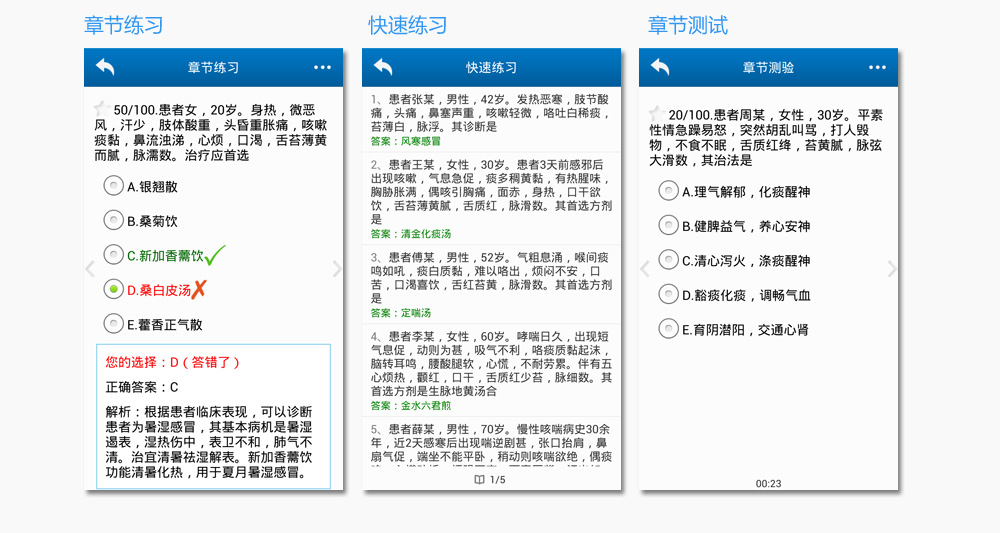 章节练习
章节练习
50/100.患者女，20岁。身热，微恶
风，汗少，肢体酸重，头昏重胀痛，咳嗽
痰黏，鼻流浊涕，心烦，口渴，舌苔薄黄
而腻，脉濡数。治疗应首选
A.银翘散
B.桑菊饮
C.新加香薷饮
D.桑白皮汤
E.藿香正气散
您的选择：D（答错了）
正确答案：C
解析：根据患者临床表现，可以诊断
患者为暑湿感冒，其基本病机是暑湿
遏表，湿热伤中，表卫不和，肺气不
清。治宜清暑祛湿解表。新加香薷饮
功能清暑化热，用于夏月暑湿感冒。
快速练习
快速练习
1、患者张某，男性，42岁。发热恶寒，肢节酸
痛，头痛，鼻塞声重，咳嗽轻微，咯吐白稀痰，
苔薄白，脉浮。其诊断是
答案：风寒感冒
2、患者王某，女性，30岁。患者3天前感邪后
出现咳嗽，气息急促，痰多稠黄黏，有热腥味，
胸胁胀满，偶咳引胸痛，面赤，身热，口干欲
饮，舌苔薄黄腻，舌质红，脉滑数。其首选方剂
是
答案：清金化痰汤
3、患者傅某，男性，52岁。气粗息涌，喉间痰
鸣如吼，痰白质黏，难以咯出，烦闷不安，口
苦，口渴喜饮，舌红苔黄，脉滑数。其首选方剂
是
答案：定喘汤
4、患者李某，女性，60岁。哮喘日久，出现短
气息促，动则为甚，吸气不利，咯痰质黏起沫，
脑转耳鸣，腰酸腿软，心慌，不耐劳累。伴有五
心烦热，颧红，口干，舌质红少苔，脉细数。其
首选方剂是生脉地黄汤合
答案：金水六君煎
5、患者薛某，男性，70岁。慢性咳喘病史30余
年，近2天感寒后出现喘逆剧甚，张口抬肩，鼻
扇气促，端坐不能平卧，稍动则咳喘欲绝，偶痰
1/5
章节测试
章节测验
20/100.患者周某，女性，30岁。平素
性情急躁易怒，突然胡乱叫骂，打人毁
物，不食不眠，舌质红绛，苔黄腻，脉弦
大滑数，其治法是
A.理气解郁，化痰醒神
B.健脾益气，养心安神
C.清心泻火，涤痰醒神
D.豁痰化痰，调畅气血
E.育阴潜阳，交通心肾
00:23